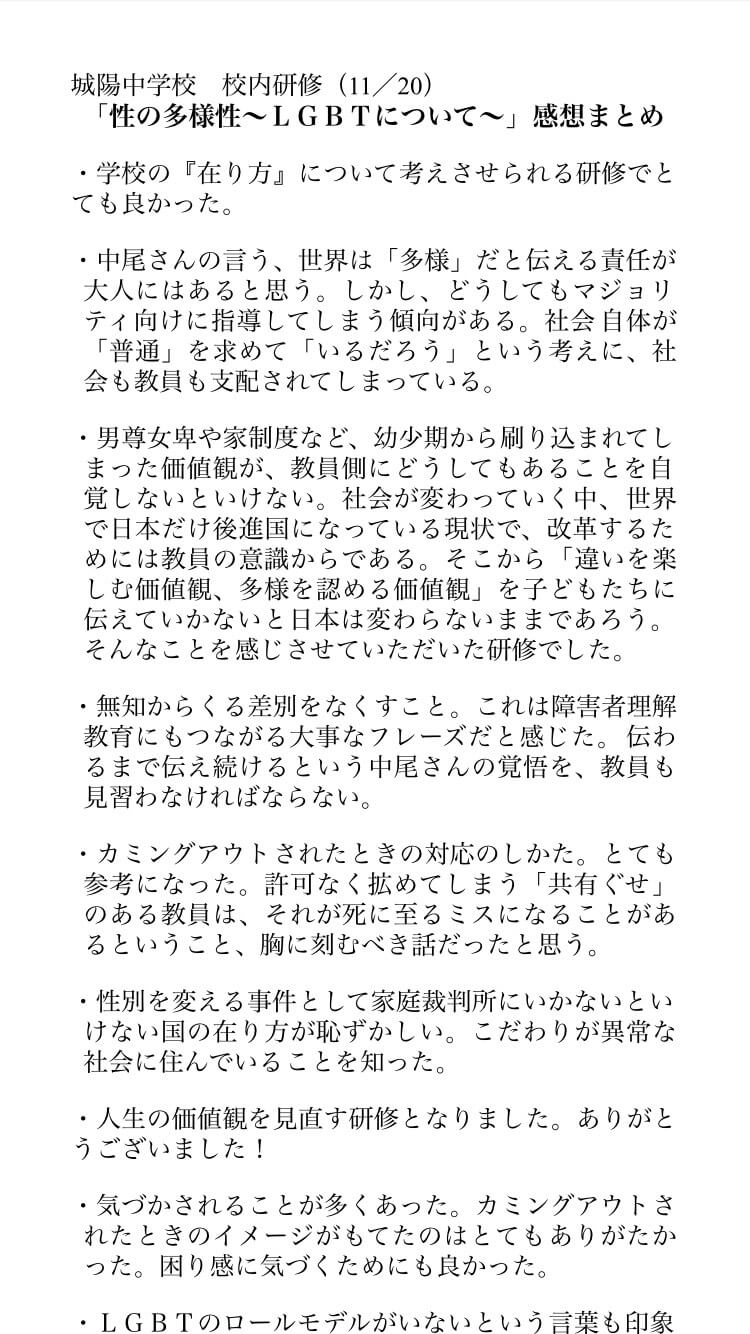 城陽中学校　校内研修（11／20）
「性の多様性～ＬＧＢＴについて～」感想まとめ
・学校の『在り方』について考えさせられる研修でと
ても良かった。
・中尾さんの言う、世界は「多様」だと伝える責任が
大人にはあると思う。しかし、どうしてもマジョリ
ティ向けに指導してしまう傾向がある。社会自体が
「普通」を求めて「いるだろう」という考えに、社
会も教員も支配されてしまっている。
・男尊女卑や家制度など、幼少期から刷り込まれてし
まった価値観が、教員側にどうしてもあることを自
覚しないといけない。社会が変わっていく中、世界
で日本だけ後進国になっている現状で、改革するた
めには教員の意識からである。そこから「違いを楽
しむ価値観、多様を認める価値観」を子どもたちに
伝えていかないと日本は変わらないままであろう。
そんなことを感じさせていただいた研修でした。
・無知からくる差別をなくすこと。これは障害者理解
教育にもつながる大事なフレーズだと感じた。伝わ
るまで伝え続けるという中尾さんの覚悟を、教員も
見習わなければならない。
・カミングアウトされたときの対応のしかた。とても
参考になった。許可なく拡めてしまう「共有ぐせ」
のある教員は、それが死に至るミスになることがあ
るということ、胸に刻むべき話だったと思う。
・性別を変える事件として家庭裁判所にいかないとい
けない国の在り方が恥ずかしい。こだわりが異常な
社会に住んでいることを知った。
・人生の価値観を見直す研修となりました。ありがと
うございました！
・気づかされることが多くあった。カミングアウトさ
れたときのイメージがもてたのはとてもありがたか
った。困り感に気づくためにも良かった。
・ＬＧＢＴのロールモデルがいないという言葉も印象